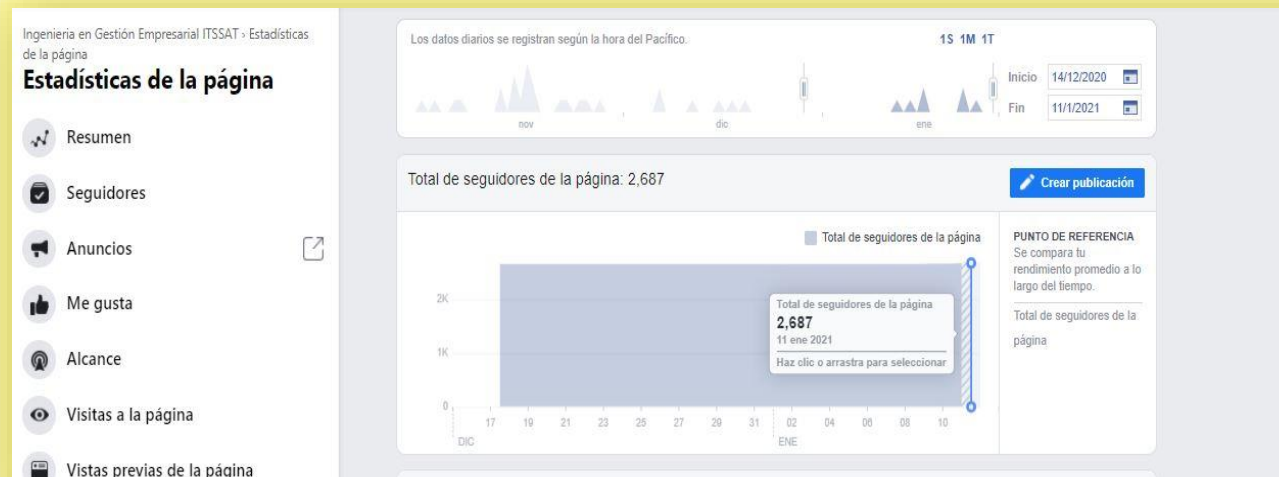 Ingenieria en Gestión Empresarial ITSSAT › Estadísticas
de la página
Estadísticas de la página
Resumen
Seguidores
Anuncios
Me gusta
Alcance
Visitas a la página
Vistas previas de la página
Los datos diarios se registran según la hora del Pacífico.
1S 1M 1T
Inicio 14/12/2020
Fin 11/1/2021
nov dic ene
Total de seguidores de la página: 2,687
Crear publicación
Total de seguidores de la página
2K
1K
0
Total de seguidores de la página
2,687
11 ene 2021
Haz clic o arrastra para seleccionar
17 19 21 23 25 27 29 31 02 04 06 08 10
DIC ENE
PUNTO DE REFERENCIA
Se compara tu
rendimiento promedio a lo
largo del tiempo.
Total de seguidores de la
página